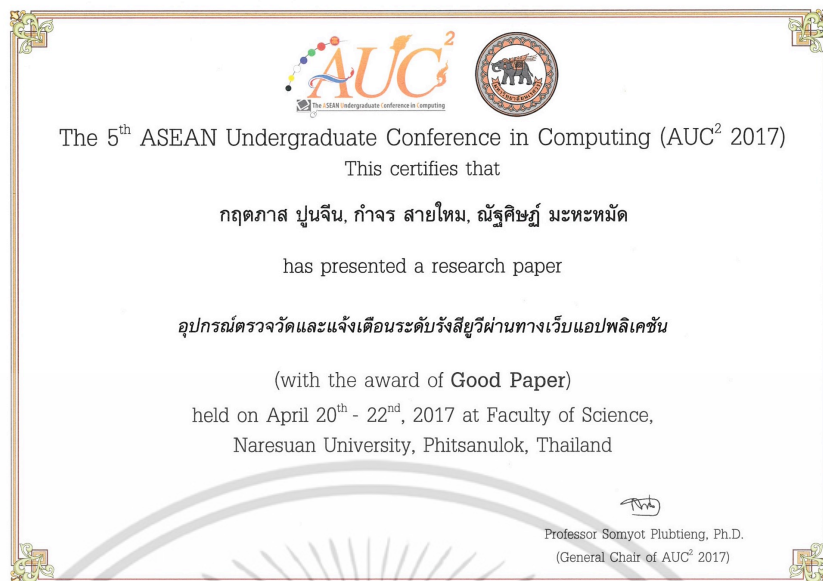 AUC²
The ASEAN Undergraduate Conference in Computing
The 5th ASEAN Undergraduate Conference in Computing (AUC² 2017)
This certifies that
กฤตภาส ปูนจีน, กำจร สายใหม, ณัฐศิษฏ์ มะหะหมัด
has presented a research paper
อุปกรณ์ตรวจวัดและแจ้งเตือนระดับรังสียูวีผ่านทางเว็บแอปพลิเคชัน
(with the award of Good Paper)
held on April 20th - 22nd, 2017 at Faculty of Science,
Naresuan University, Phitsanulok, Thailand
Professor Somyot Plubtieng, Ph.D.
(General Chair of AUC² 2017)